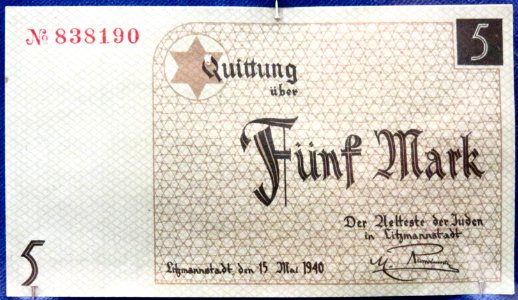 № 838190
5
Quittung
über
Fünf Mark
Der Aelteste der Juden
in Litzmannstadt
5
Litzmannstadt, den 15. Mai 1940